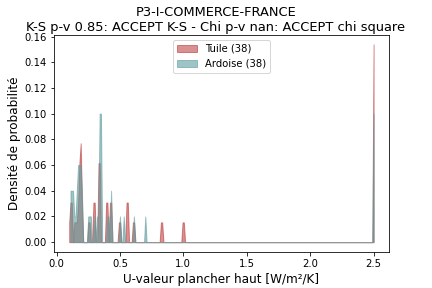 P3-I-COMMERCE-FRANCE
K-S p-v 0.85: ACCEPT K-S - Chi p-v nan: ACCEPT chi square
Tuile (38)
Ardoise (38)
Densité de probabilité
0.16
0.14
0.12
0.10
0.08
0.06
0.04
0.02
0.00
0.0
0.5
1.0
1.5
2.0
2.5
U-valeur plancher haut [W/m²/K]